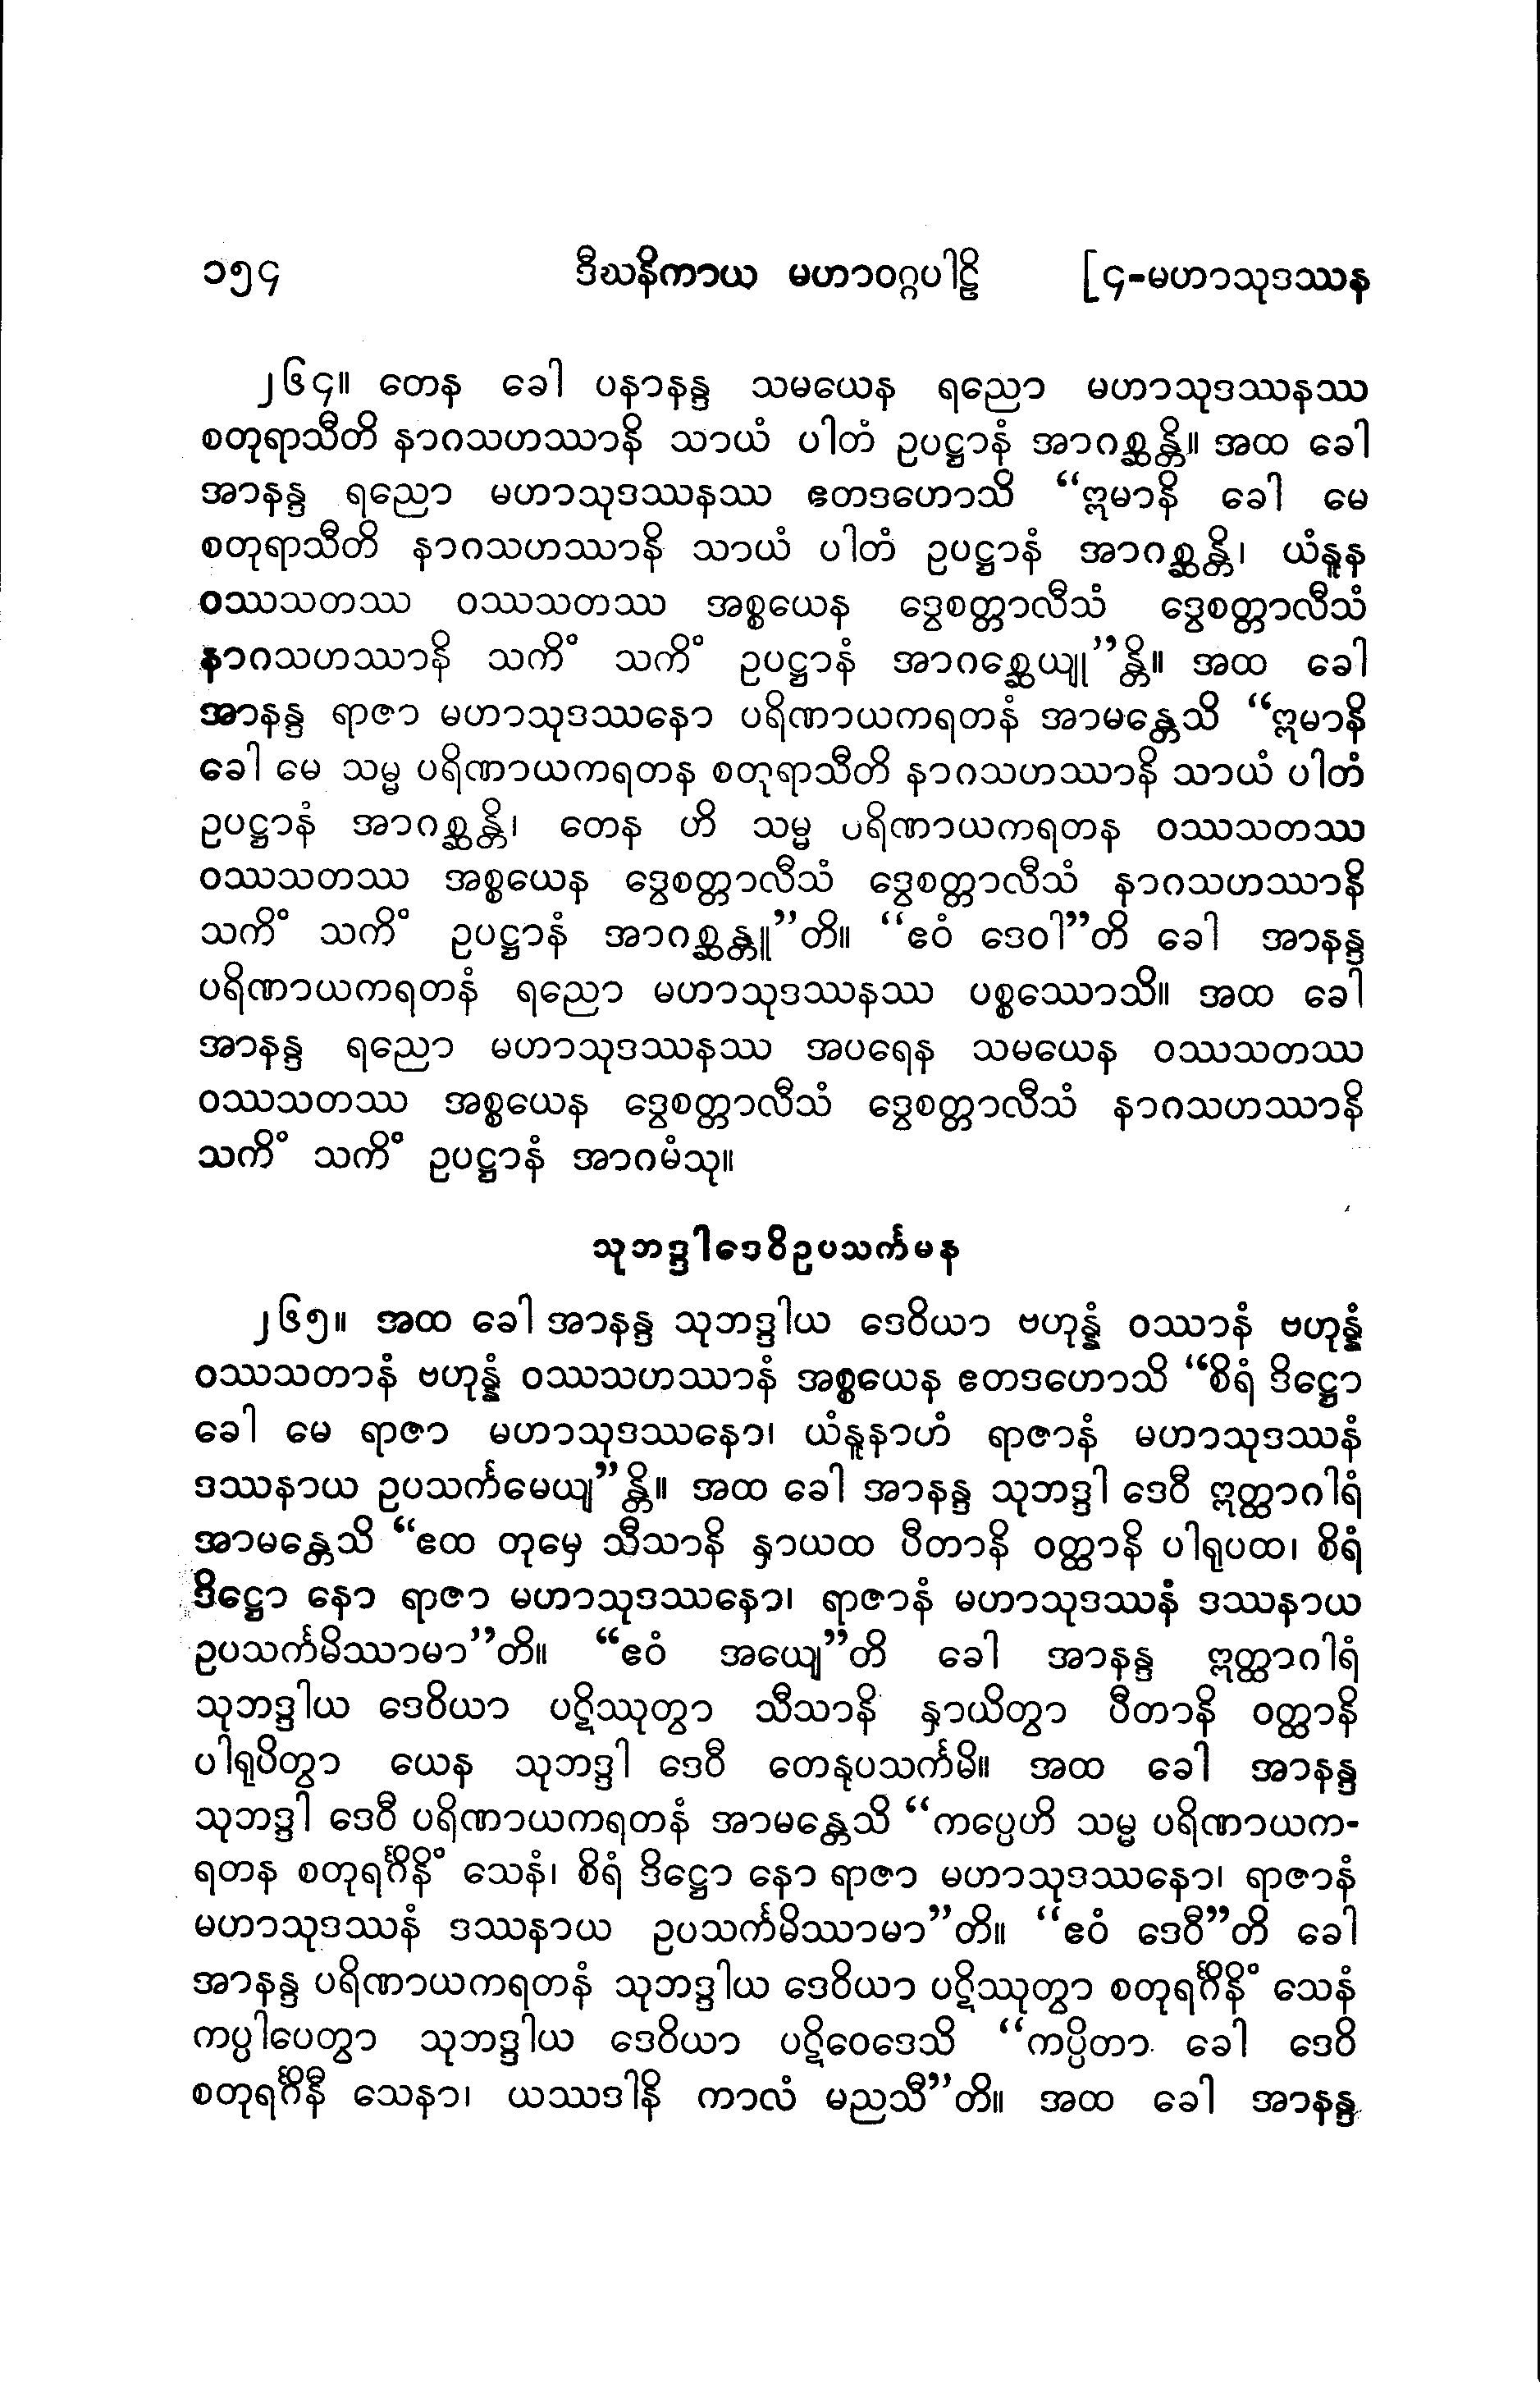 ၁၅၄ ဒီဃနိကာယ မဟာဝဂ္ဂပါဠိ [၄-မဟာသုဒဿန
၂၆၄။ တေန ခေါ ပနာနန္ဒ သမယေန ရညော မဟာသုဒဿနဿ
စတုရာသီတိ နာဂသဟဿာနိ သာယံ ပါတံ ဥပဋ္ဌာနံ အာဂစ္ဆန္တိ။ အထ ခေါ
အာနန္ဒ ရညော မဟာသုဒဿနဿ ဧတဒဟောသိ “ဣမာနိ ခေါ မေ
စတုရာသီတိ နာဂသဟဿာနိ သာယံ ပါတံ ဥပဋ္ဌာနံ အာဂစ္ဆန္တိ၊ ယံနူန
ဝဿသတဿ ဝဿသတဿ အစ္စယေန ဒွေစတ္တာလီသံ ဒွေစတ္တာလီသံ
နာဂသဟဿာနိ သကိံ သကိံ ဥပဋ္ဌာနံ အာဂစ္ဆေယျု”န္တိ။ အထ ခေါ
အာနန္ဒ ရာဇာ မဟာသုဒဿနော ပရိဏာယကရတနံ အာမန္တေသိ “ဣမာနိ
ခေါ မေ သမ္မ ပရိဏာယကရတန စတုရာသီတိ နာဂသဟဿာနိ သာယံ ပါတံ
ဥပဋ္ဌာနံ အာဂစ္ဆန္တိ၊ တေန ဟိ သမ္မ ပရိဏာယကရတန ဝဿသတဿ
ဝဿသတဿ အစ္စယေန ဒွေစတ္တာလီသံ ဒွေစတ္တာလီသံ နာဂသဟဿာနိ
သကိံ သကိံ ဥပဋ္ဌာနံ အာဂစ္ဆန္တူ”တိ။ “ဧဝံ ဒေဝါ”တိ ခေါ အာနန္ဒ
ပရိဏာယကရတနံ ရညော မဟာသုဒဿနဿ ပစ္စဿောသိ။ အထ ခေါ
အာနန္ဒ ရညော မဟာသုဒဿနဿ အပရေန သမယေန ဝဿသတဿ
ဝဿသတဿ အစ္စယေန ဒွေစတ္တာလီသံ ဒွေစတ္တာလီသံ နာဂသဟဿာနိ
သကိံ သကိံ ဥပဋ္ဌာနံ အာဂမံသု။
သုဘဒ္ဒါဒေဝိဥပသင်္ကမန
၂၆၅။ အထ ခေါ အာနန္ဒ သုဘဒ္ဒါယ ဒေဝိယာ ဗဟုန္နံ ဝဿာနံ ဗဟုန္နံ
ဝဿသတာနံ ဗဟုန္နံ ဝဿသဟဿာနံ အစ္စယေန ဧတဒဟောသိ “စိရံ ဒိဋ္ဌော
ခေါ မေ ရာဇာ မဟာသုဒဿနော၊ ယံနူနာဟံ ရာဇာနံ မဟာသုဒဿနံ
ဒဿနာယ ဥပသင်္ကမေယျ”န္တိ။ အထ ခေါ အာနန္ဒ သုဘဒ္ဒါ ဒေဝီ ဣတ္ထာဂါရံ
အာမန္တေသိ “ဧထ တုမှေ သီသာနိ နှာယထ ပီတာနိ ဝတ္ထာနိ ပါရုပထ၊ စိရံ
ဒိဋ္ဌော နော ရာဇာ မဟာသုဒဿနော၊ ရာဇာနံ မဟာသုဒဿနံ ဒဿနာယ
ဥပသင်္ကမိဿာမာ”တိ။ “ဧဝံ အယျေ”တိ ခေါ အာနန္ဒ ဣတ္ထာဂါရံ
သုဘဒ္ဒါယ ဒေဝိယာ ပဋိဿုတွာ သီသာနိ နှာယိတွာ ပီတာနိ ဝတ္ထာနိ
ပါရုပိတွာ ယေန သုဘဒ္ဒါ ဒေဝီ တေနုပသင်္ကမိ။ အထ ခေါ အာနန္ဒ
သုဘဒ္ဒါ ဒေဝီ ပရိဏာယကရတနံ အာမန္တေသိ “ကပ္ပေဟိ သမ္မ ပရိဏာယက-
ရတန စတုရင်္ဂိနိံ သေနံ၊ စိရံ ဒိဋ္ဌော နော ရာဇာ မဟာသုဒဿနော၊ ရာဇာနံ
မဟာသုဒဿနံ ဒဿနာယ ဥပသင်္ကမိဿာမာ”တိ။ “ဧဝံ ဒေဝီ”တိ ခေါ
အာနန္ဒ ပရိဏာယကရတနံ သုဘဒ္ဒါယ ဒေဝိယာ ပဋိဿုတွာ စတုရင်္ဂိနိံ သေနံ
ကပ္ပါပေတွာ သုဘဒ္ဒါယ ဒေဝိယာ ပဋိဝေဒေသိ “ကပ္ပိတာ ခေါ ဒေဝိ
စတုရင်္ဂိနီ သေနာ၊ ယဿဒါနိ ကာလံ မညသီ”တိ။ အထ ခေါ အာနန္ဒ